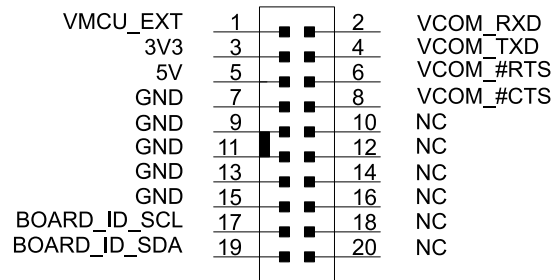 VMCU_EXT 1 2 VCOM_RXD
3V3 3 4 VCOM_TXD
5V 5 6 VCOM_#RTS
GND 7 8 VCOM_#CTS
GND 9 10 NC
GND 11 12 NC
GND 13 14 NC
GND 15 16 NC
BOARD_ID_SCL 17 18 NC
BOARD_ID_SDA 19 20 NC